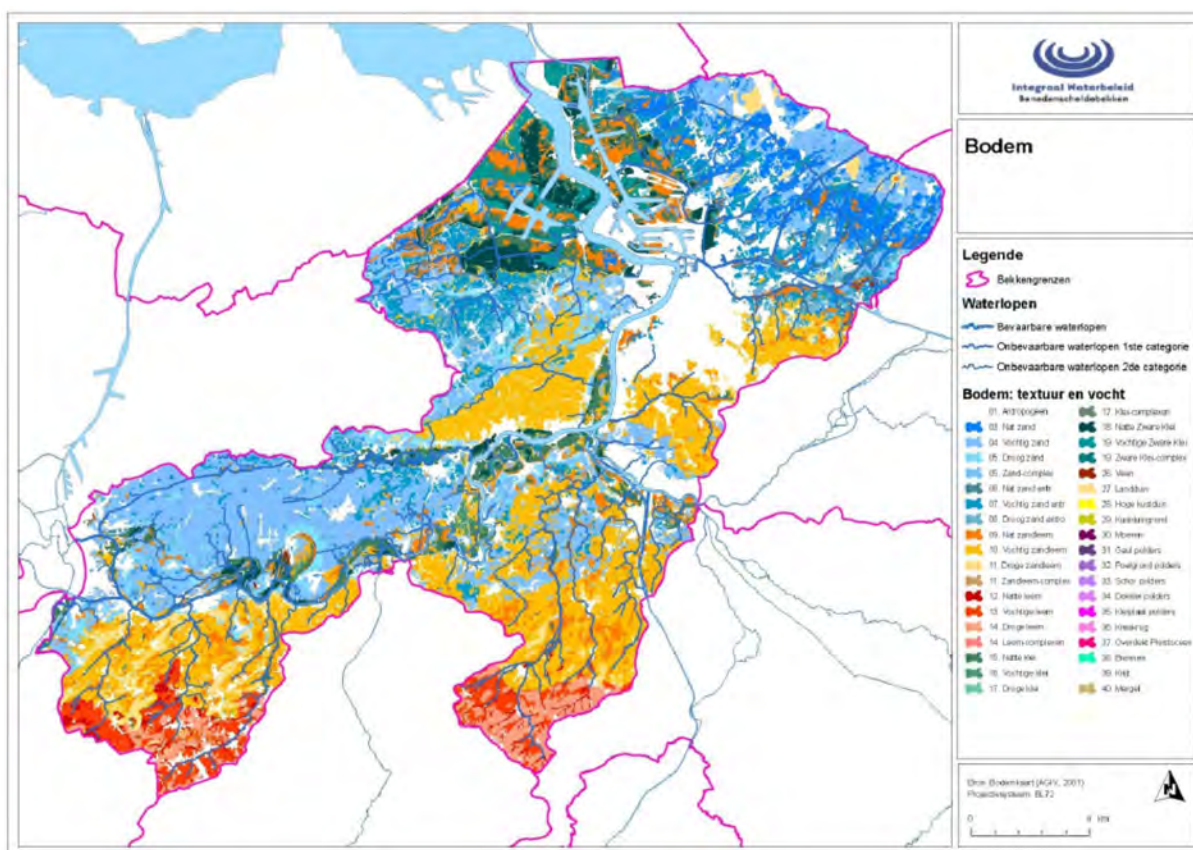 Integraal Waterbeleid
Benedenscheldebekken
Bodem
Legende
Bekkengrenzen
Waterlopen
Bevaarbare waterlopen
Onbevaarbare waterlopen 1ste categorie
Onbevaarbare waterlopen 2de categorie
Bodem: textuur en vocht
01 Antropogeen
03 Nat zand
04 Vochtig zand
05 Droog zand
05 Zand-complex
06 Nat zand antr
07 Vochtig zand antr
08 Droog zand antro
09 Nat zandleem
10 Vochtig zandleem
11 Droge zandleem
11 Zandleem-complex
12 Natte leem
13 Vochtige leem
14 Droge leem
14 Leem-complexen
15 Natte klei
16 Vochtige klei
17 Droge klei
17 Klei-complexen
18 Natte Zware Klei
19 Vochtige Zware Klei
19 Zware Klei-complex
26 Veen
27 Landduin
28 Hoge kustduin
30 Moeren
31 Geul polders
32 Poelgrond polders
33 Schor polders
34 Dekklei polders
35 Kleiplaat polders
36 Kreekrug
37 Overdekt Pleistoceen
38 Bronnen
39 Krijt
40 Mergel
Bron: Bodemkaart (AGIV, 2001)
Projectiesysteem: BL72
N
0
km